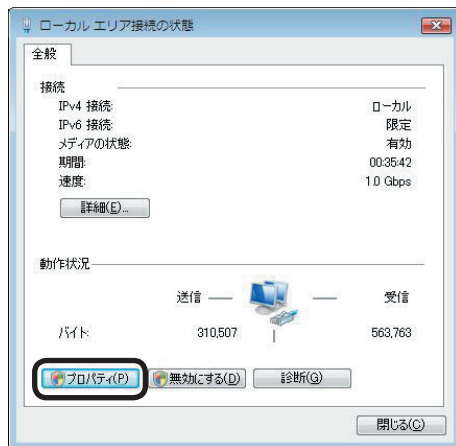 ローカル エリア接続の状態
全般
接続
IPv4 接続: ローカル
IPv6 接続: 限定
メディアの状態: 有効
期間: 00:35:42
速度: 1.0 Gbps
詳細(E)...
動作状況
送信 受信
バイト: 310,507 563,763
プロパティ(P) 無効にする(D) 診断(G)
閉じる(C)